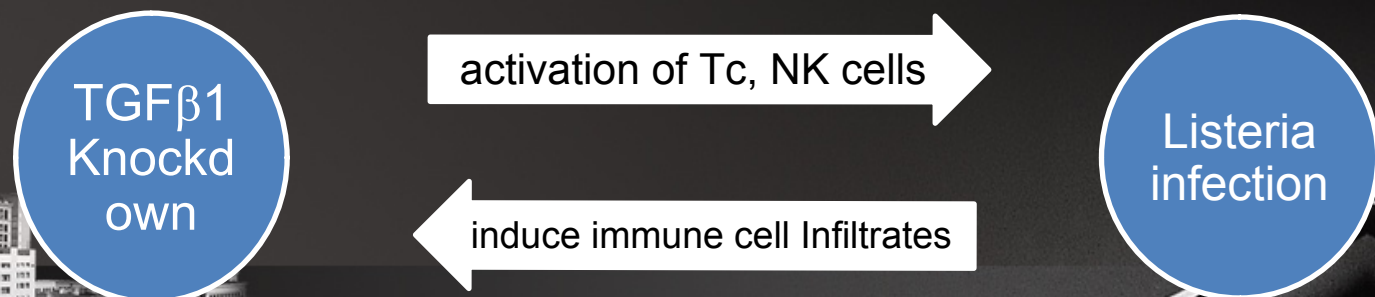 TGFβ1
Knockd
own
activation of Tc, NK cells
induce immune cell Infiltrates
Listeria
infection